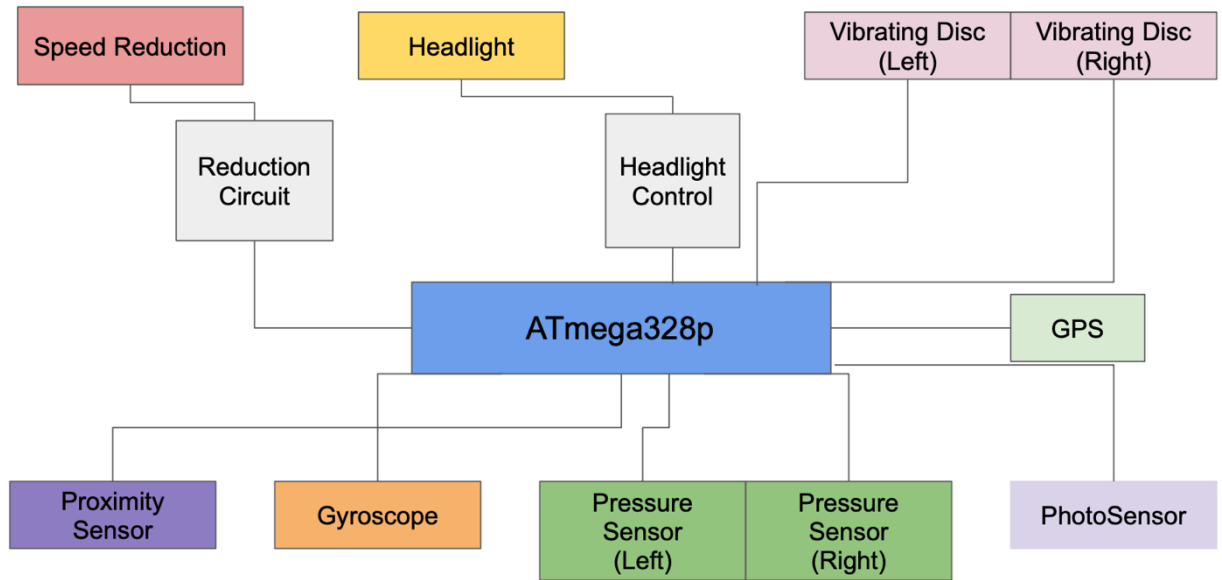 Speed Reduction
Headlight
Vibrating Disc
(Left)
Vibrating Disc
(Right)
Reduction
Circuit
Headlight
Control
ATmega328p
GPS
Proximity
Sensor
Gyroscope
Pressure
Sensor
(Left)
Pressure
Sensor
(Right)
PhotoSensor